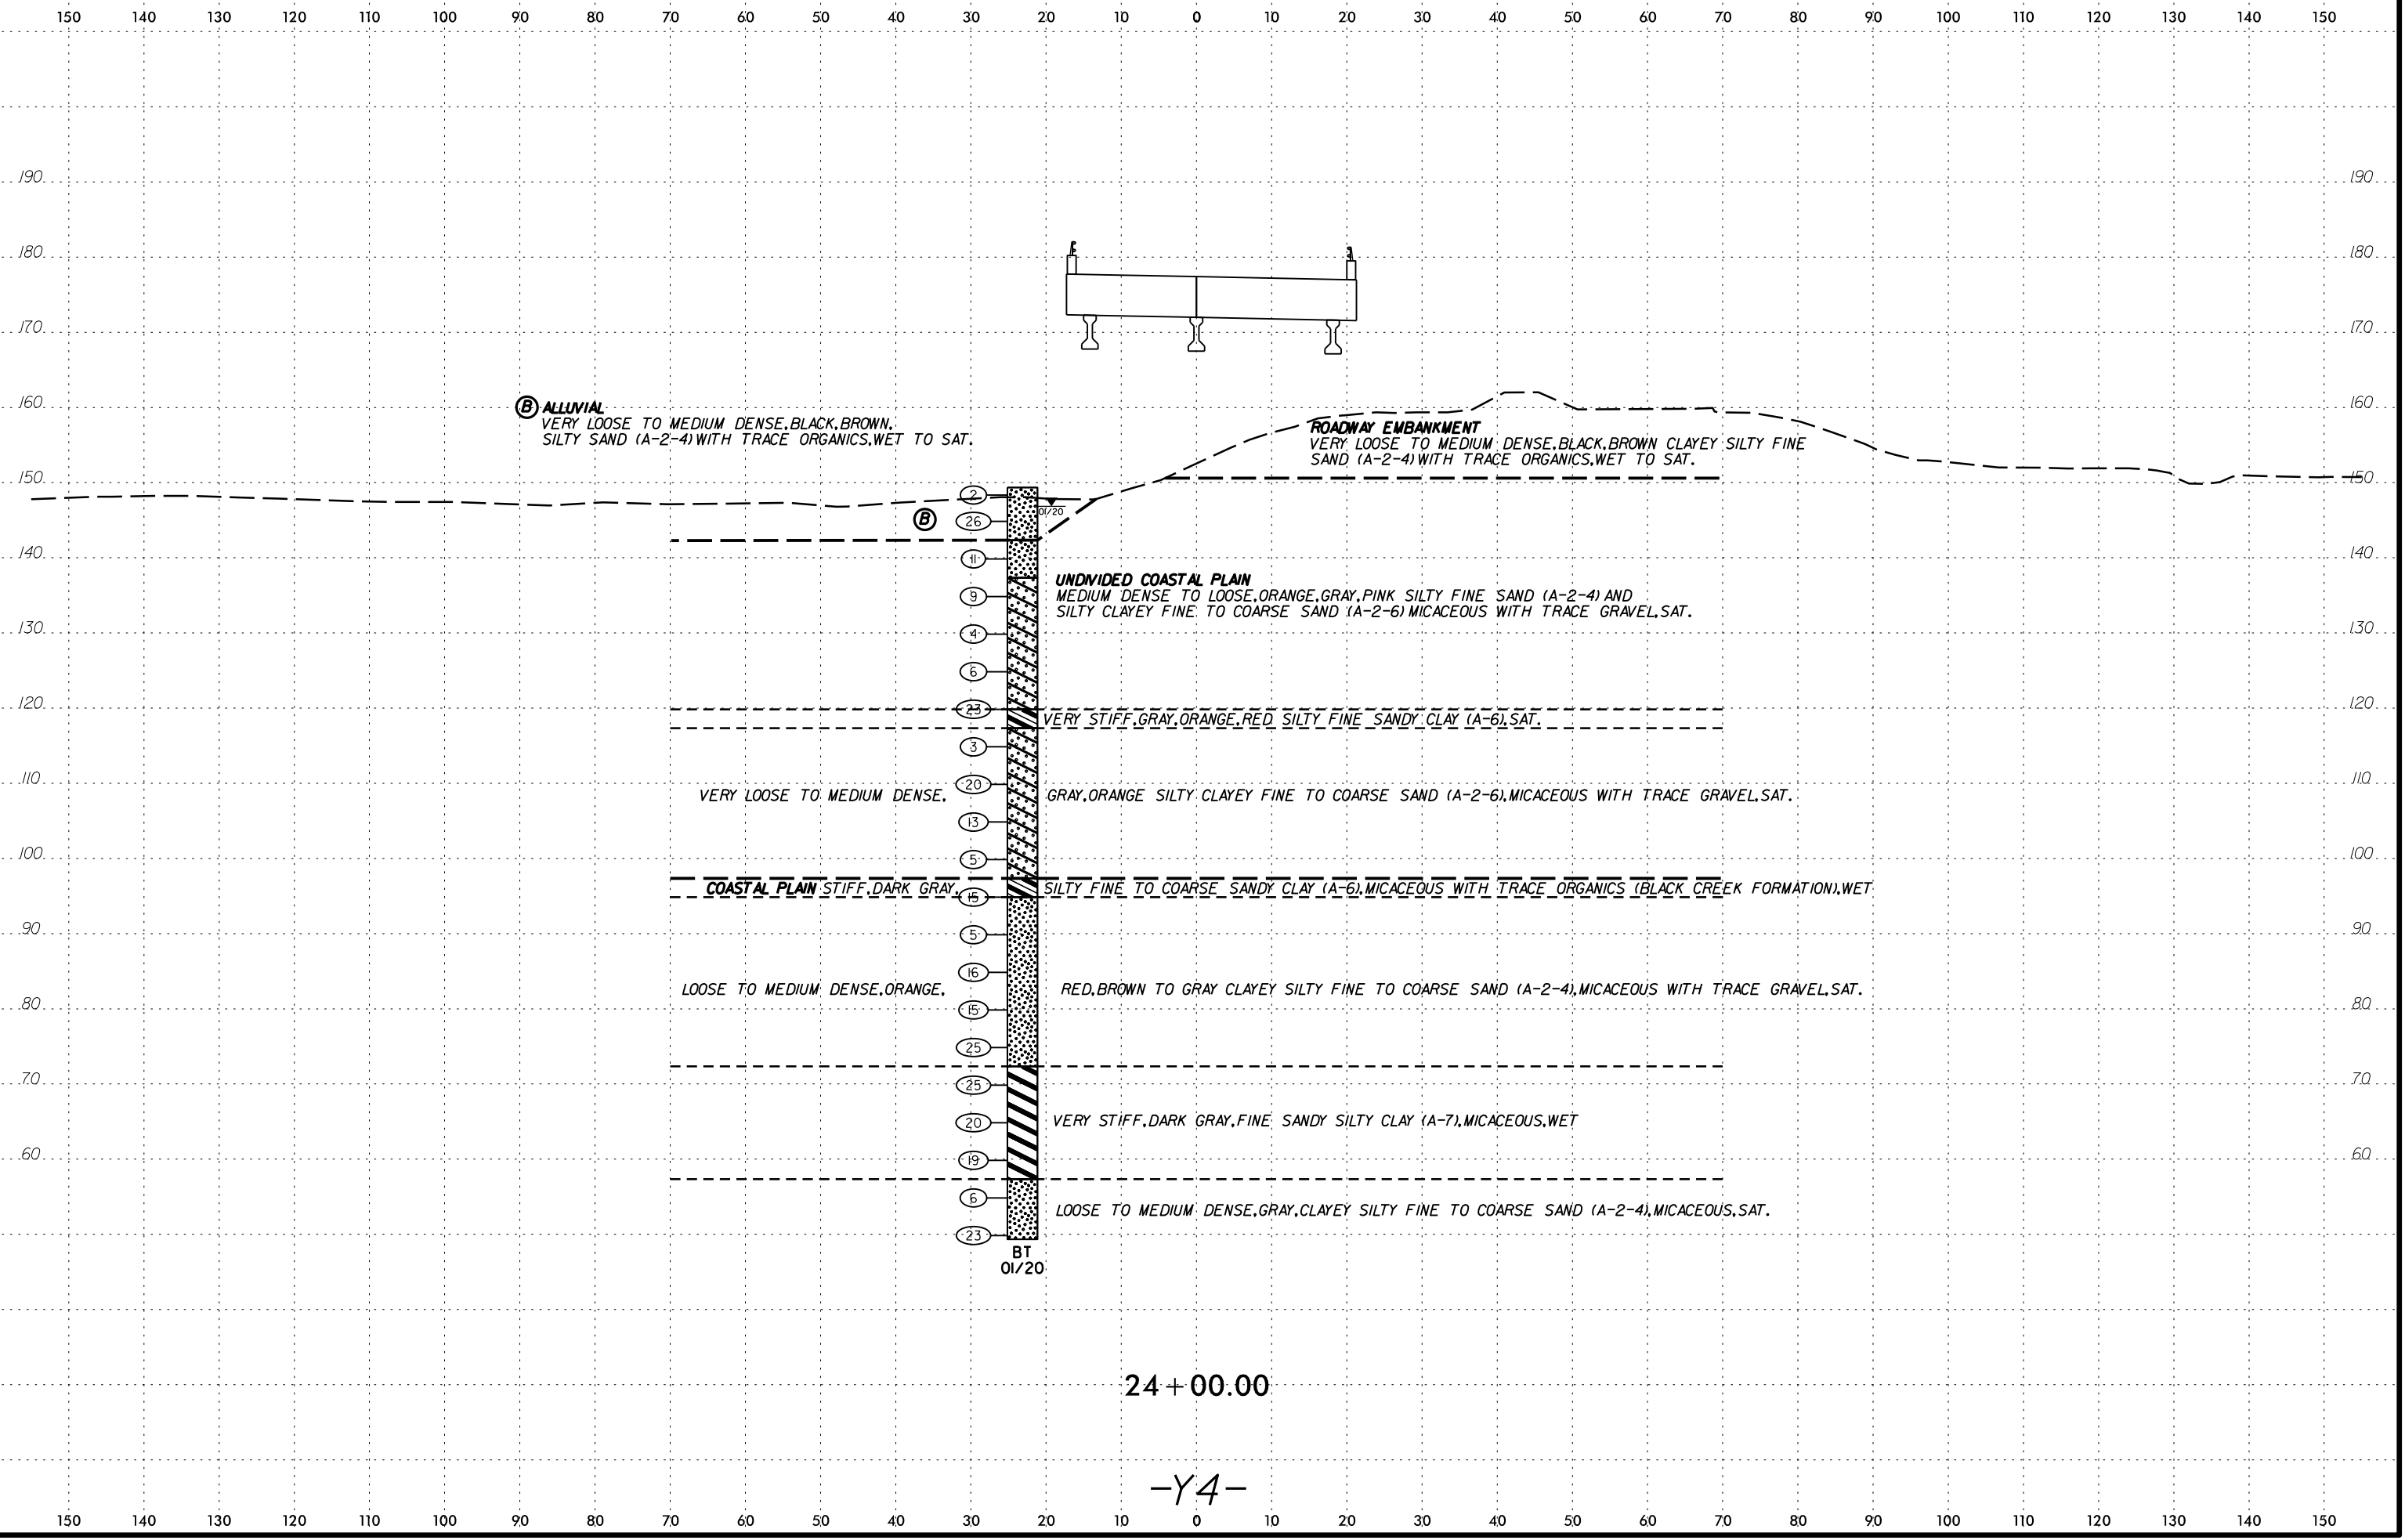 150 140 130 120 110 100 90 80 70 60 50 40 30 20 10 0 10 20 30 40 50 60 70 80 90 100 110 120 130 140 150
190 190
180 180
170 170
160 160
B ALLUVIAL
VERY LOOSE TO MEDIUM DENSE,BLACK,BROWN,
SILTY SAND (A-2-4) WITH TRACE ORGANICS,WET TO SAT.
ROADWAY EMBANKMENT
VERY LOOSE TO MEDIUM DENSE,BLACK,BROWN CLAYEY SILTY FINE
SAND (A-2-4) WITH TRACE ORGANICS,WET TO SAT.
150 150
2
01/20
B 26
140 140
11
UNDIVIDED COASTAL PLAIN
MEDIUM DENSE TO LOOSE,ORANGE,GRAY,PINK SILTY FINE SAND (A-2-4) AND
SILTY CLAYEY FINE TO COARSE SAND (A-2-6) MICACEOUS WITH TRACE GRAVEL,SAT.
9
130 130
4
6
120 120
23
VERY STIFF,GRAY,ORANGE,RED SILTY FINE SANDY CLAY (A-6),SAT.
3
110 110
20
VERY LOOSE TO MEDIUM DENSE, GRAY,ORANGE SILTY CLAYEY FINE TO COARSE SAND (A-2-6),MICACEOUS WITH TRACE GRAVEL,SAT.
13
100 100
5
COASTAL PLAIN STIFF,DARK GRAY, SILTY FINE TO COARSE SANDY CLAY (A-6),MICACEOUS WITH TRACE ORGANICS (BLACK CREEK FORMATION),WET
15
90 90
5
16
LOOSE TO MEDIUM DENSE,ORANGE, RED,BROWN TO GRAY CLAYEY SILTY FINE TO COARSE SAND (A-2-4),MICACEOUS WITH TRACE GRAVEL,SAT.
80 80
15
25
70 70
25
20
VERY STIFF,DARK GRAY,FINE SANDY SILTY CLAY (A-7),MICACEOUS,WET
60 60
19
6
LOOSE TO MEDIUM DENSE,GRAY,CLAYEY SILTY FINE TO COARSE SAND (A-2-4),MICACEOUS,SAT.
23
BT
01/20
24+00.00
-Y4-
150 140 130 120 110 100 90 80 70 60 50 40 30 20 10 0 10 20 30 40 50 60 70 80 90 100 110 120 130 140 150